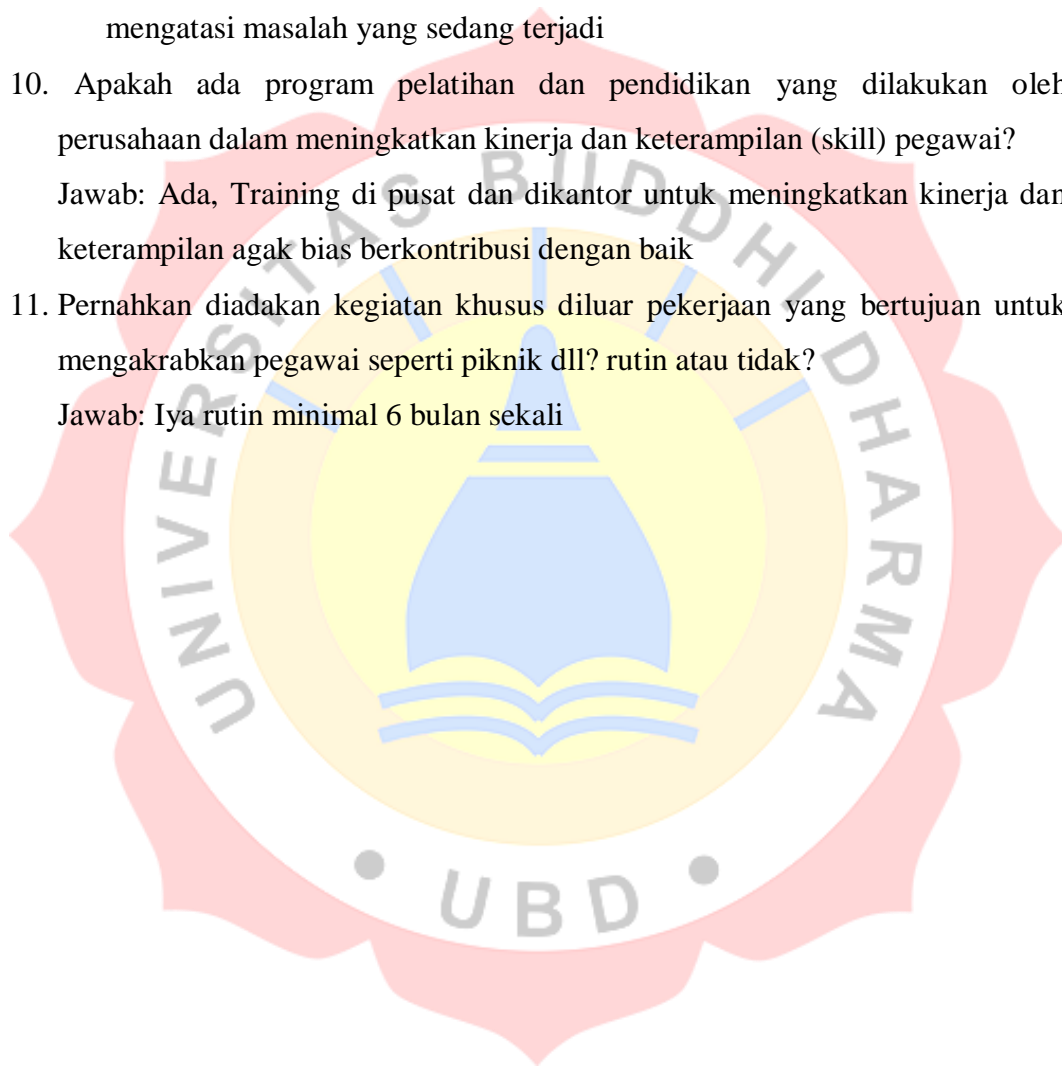 mengatasi masalah yang sedang terjadi
10. Apakah ada program pelatihan dan pendidikan yang dilakukan oleh
perusahaan dalam meningkatkan kinerja dan keterampilan (skill) pegawai?
Jawab: Ada, Training di pusat dan dikantor untuk meningkatkan kinerja dan
keterampilan agak bias berkontribusi dengan baik
11. Pernahkan diadakan kegiatan khusus diluar pekerjaan yang bertujuan untuk
mengakrabkan pegawai seperti piknik dll? rutin atau tidak?
Jawab: Iya rutin minimal 6 bulan sekali
UNIVERSITAS BUDDHI DHARMA
• UBD •